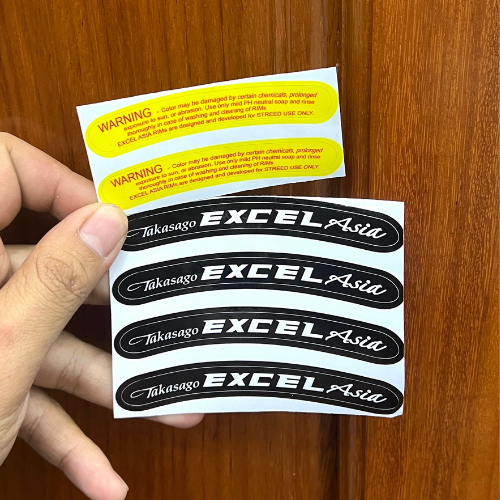 WARNING - Color may be damaged by certain chemicals, prolonged
exposure to sun, or abrasion. Use only mild PH neutral soap and rinse
thoroughly in case of washing and cleaning of RIMs
EXCEL ASIA RIMs are designed and developed for STREED USE ONLY.
WARNING - Color may be damaged by certain chemicals, prolonged
exposure to sun, or abrasion. Use only mild PH neutral soap and rinse
thoroughly in case of washing and cleaning of RIMs
EXCEL ASIA RIMs are designed and developed for STREED USE ONLY.
Takasago EXCEL Asia
Takasago EXCEL Asia
Takasago EXCEL Asia
Takasago EXCEL Asia